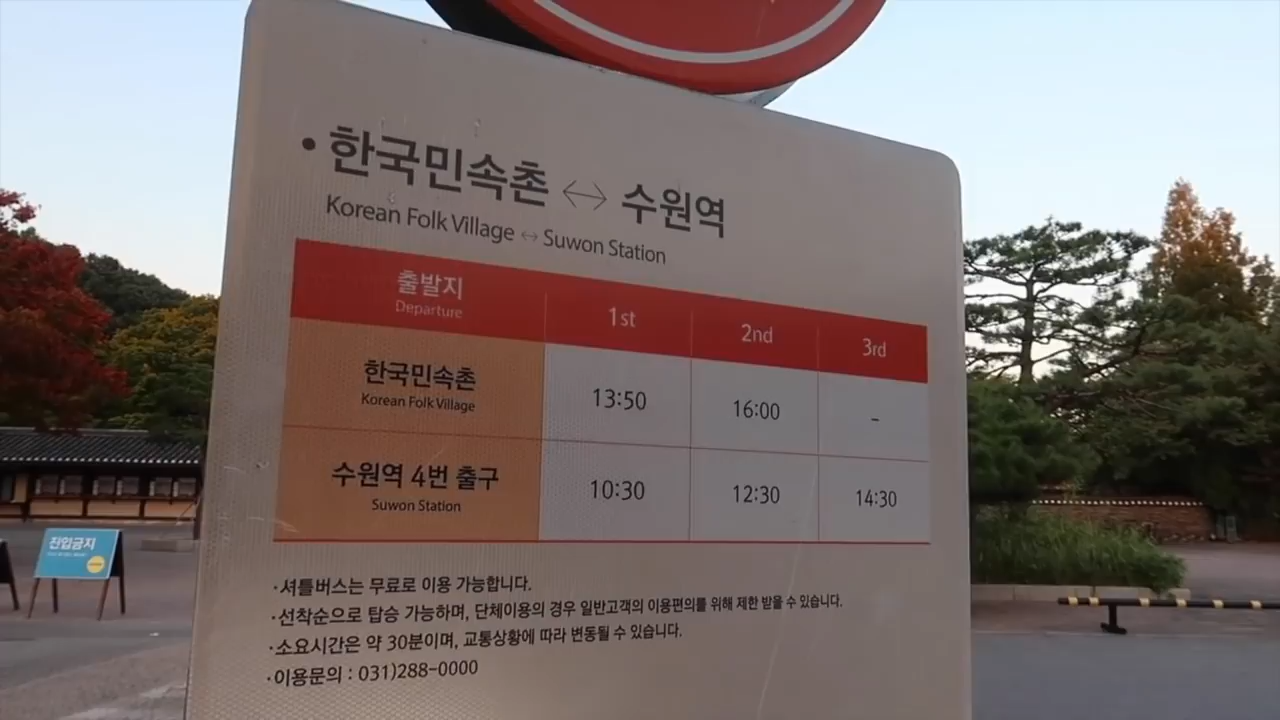 • 한국민속촌 ↔ 수원역
Korean Folk Village ↔ Suwon Station
출발지 1st 2nd 3rd
Departure
한국민속촌 13:50 16:00 -
Korean Folk Village
수원역 4번 출구 10:30 12:30 14:30
Suwon Station
·셔틀버스는 무료로 이용 가능합니다.
·선착순으로 탑승 가능하며, 단체이용의 경우 일반고객의 이용편의를 위해 제한 받을 수 있습니다.
·소요시간은 약 30분이며, 교통상황에 따라 변동될 수 있습니다.
·이용문의 : 031)288-0000
진입금지